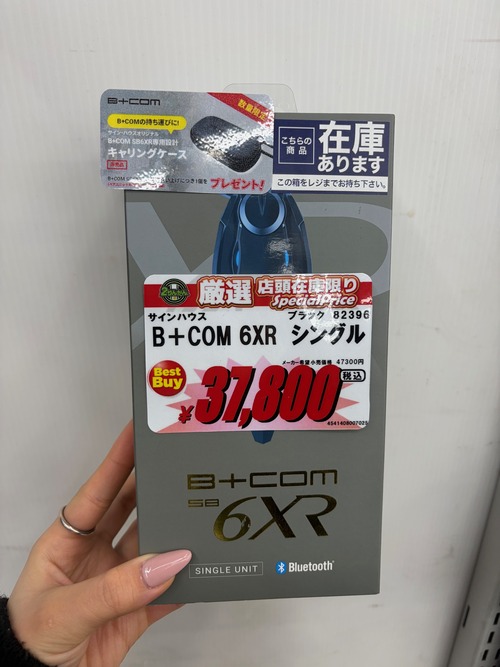 B+COM
数量限定
B+COMの持ち運びに!
サイン・ハウスオリジナル
B+COM SB6XR専用設計
キャリングケース
非売品
プレゼント!
こちらの
商品
在庫
あります
この箱をレジまでお持ち下さい。
厳選 店頭在庫限り
SpecialPrice
サインハウス ブラック 82396
B+COM 6XR シングル
メーカー希望小売価格 47300円
Best
Buy
¥37,800 税込
4541408007025
B+COM
SB
6XR
SINGLE UNIT Bluetooth®